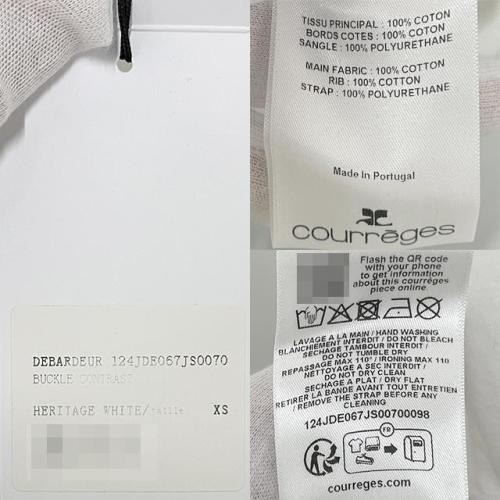 DEBARDEUR 124JDE067JS0070
BUCKLE CONTRAST
HERITAGE WHITE/taille XS
TISSU PRINCIPAL : 100% COTTON
BORDS COTES : 100% COTTON
SANGLE : 100% POLYURETHANE
MAIN FABRIC : 100% COTTON
RIB : 100% COTTON
STRAP : 100% POLYURETHANE
Made in Portugal
courrèges
Flash the QR code
with your phone
to get information
about this courrèges
piece online
LAVAGE A LA MAIN / HAND WASHING
BLANCHIEMENT INTERDIT / DO NOT BLEACH
SECHAGE TAMBOUR INTERDIT /
DO NOT TUMBLE DRY
REPASSAGE MAX 110° / IRONING MAX 110
NETTOYAGE A SEC INTERDIT /
DO NOT DRY CLEAN
SECHAGE A PLAT / DRY FLAT
RETIRER LA BANDE AVANT TOUT ENTRETIEN
/ REMOVE THE STRAP BEFORE ANY
CLEANING
124JDE067JS00700098
FR
courreges.com